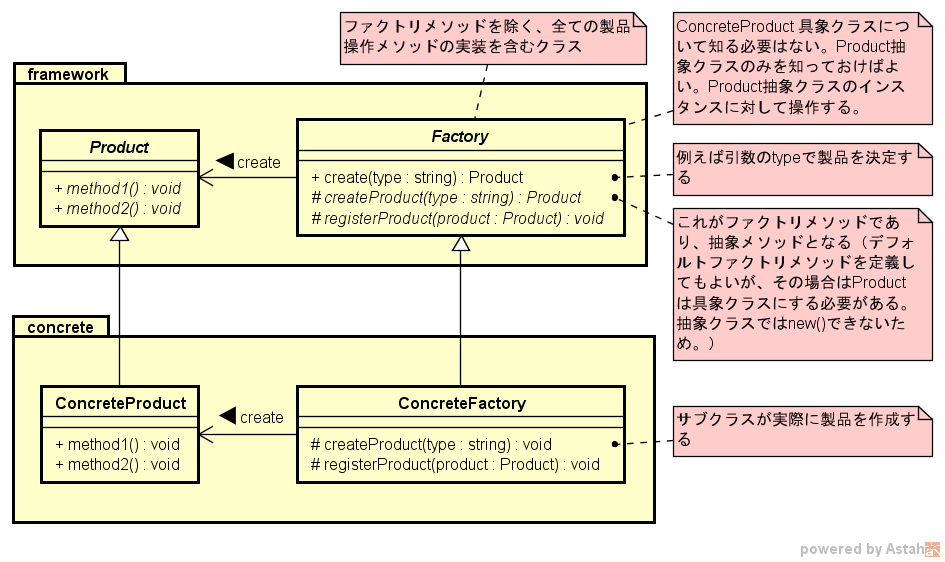 ファクトリメソッドを除く、全ての製品
操作メソッドの実装を含むクラス
ConcreteProduct 具象クラスにつ
いて知る必要はない。Product抽
象クラスのみを知っておけばよ
い。Product抽象クラスのインス
タンスに対して操作する。
framework
Product
+ method1() : void
+ method2() : void
create
Factory
+ create(type : string) : Product
# createProduct(type : string) : Product
# registerProduct(product : Product) : void
例えば引数のtypeで製品を決定す
る
これがファクトリメソッドであ
り、抽象メソッドとなる（デフォ
ルトファクトリメソッドを定義し
てもよいが、その場合はProduct
は具象クラスにする必要がある。
抽象クラスではnew()できないた
め。）
concrete
ConcreteProduct
+ method1() : void
+ method2() : void
create
ConcreteFactory
# createProduct(type : string) : void
# registerProduct(product : Product) : void
サブクラスが実際に製品を作成す
る
powered by Astah